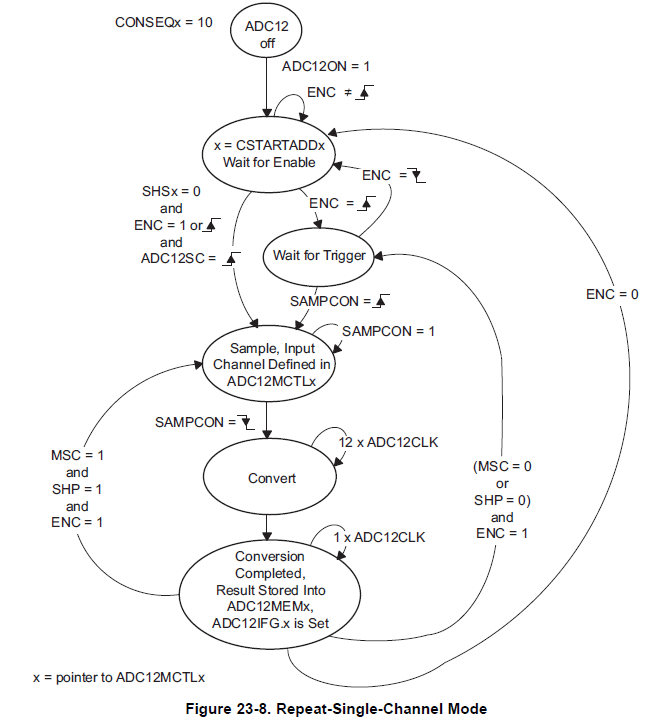 CONSEQx = 10
ADC12
off
ADC12ON = 1
ENC ≠
x = CSTARTADDx
Wait for Enable
ENC =
SHSx = 0
and
ENC = 1 or
and
ADC12SC =
ENC =
Wait for Trigger
ENC = 0
SAMPCON =
SAMPCON = 1
Sample, Input
Channel Defined in
ADC12MCTLx
SAMPCON =
12 x ADC12CLK
MSC = 1
and
SHP = 1
and
ENC = 1
Convert
(MSC = 0
or
SHP = 0)
and
ENC = 1
1 x ADC12CLK
Conversion
Completed,
Result Stored Into
ADC12MEMx,
ADC12IFG.x is Set
x = pointer to ADC12MCTLx
Figure 23-8. Repeat-Single-Channel Mode